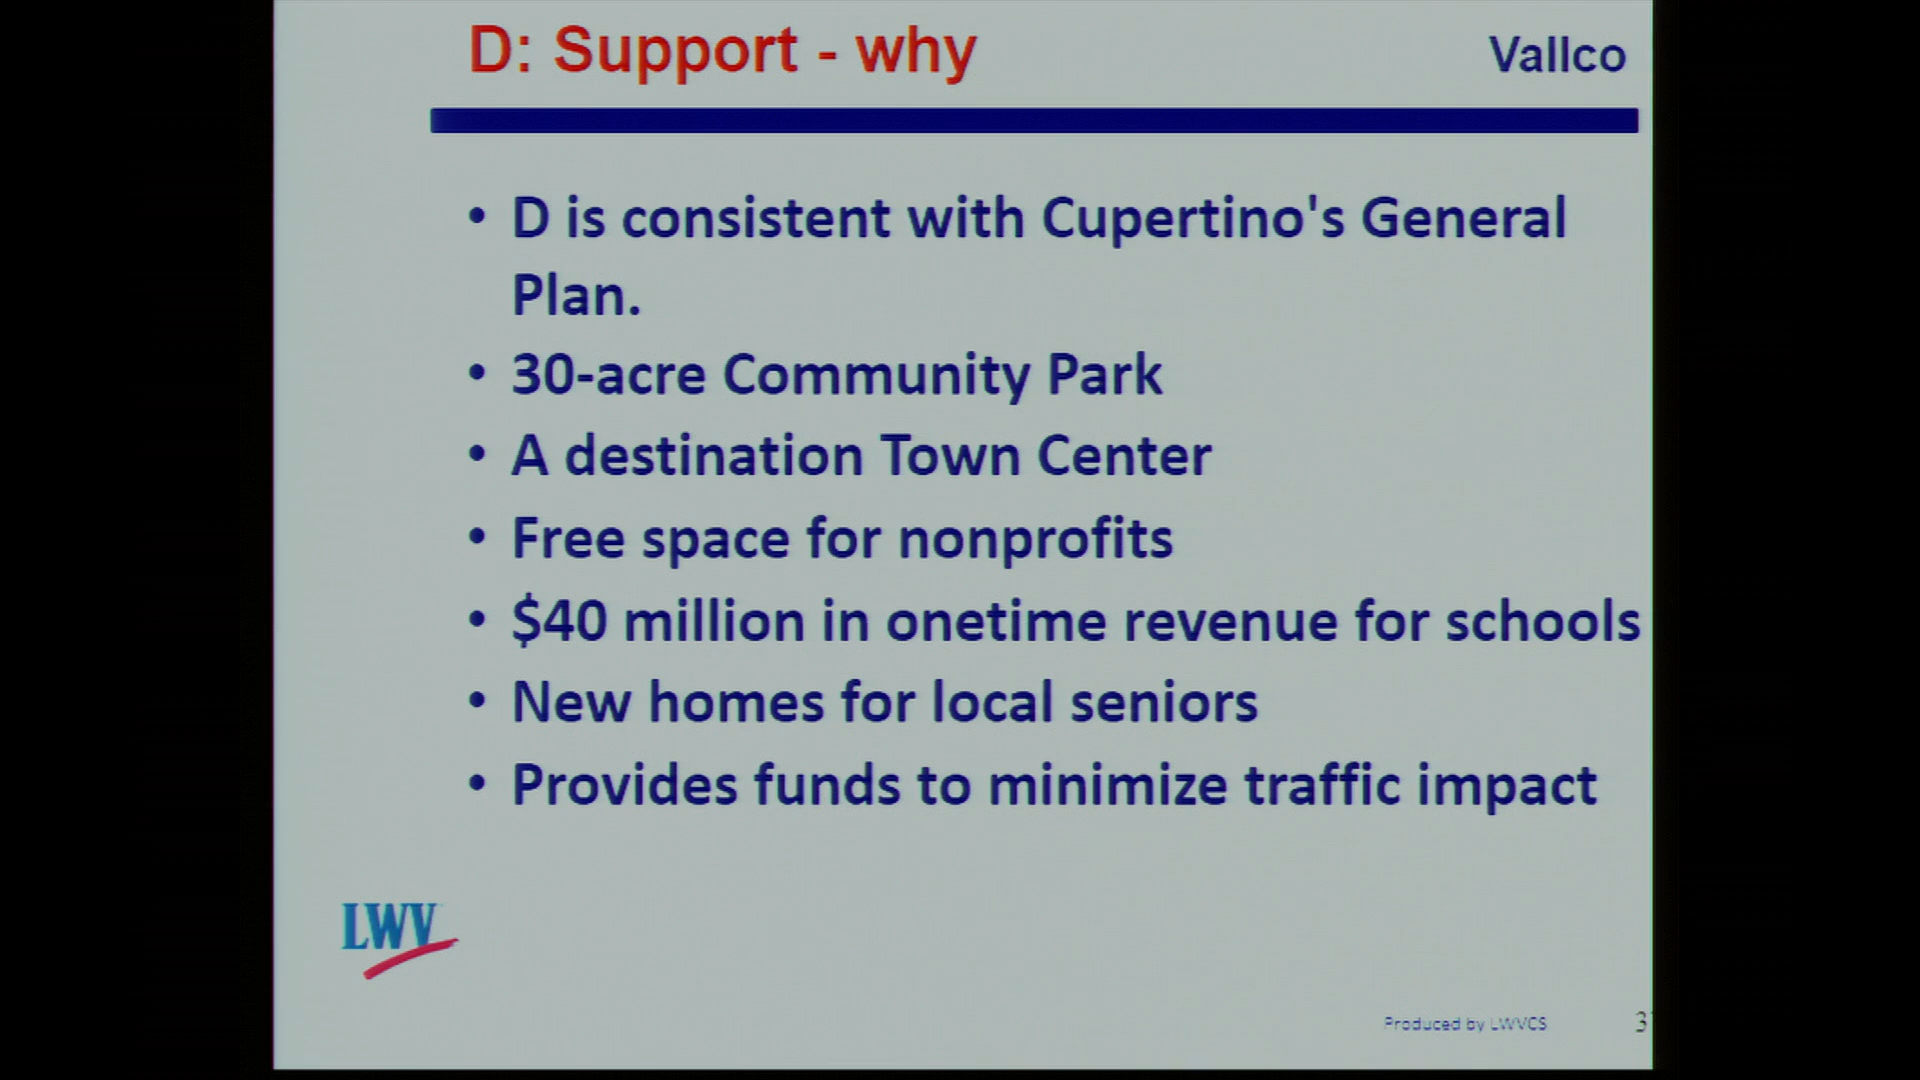 D: Support - why
Vallco
• D is consistent with Cupertino's General
Plan.
• 30-acre Community Park
• A destination Town Center
• Free space for nonprofits
• $40 million in onetime revenue for schools
• New homes for local seniors
• Provides funds to minimize traffic impact
LWV
Produced by LWVCS